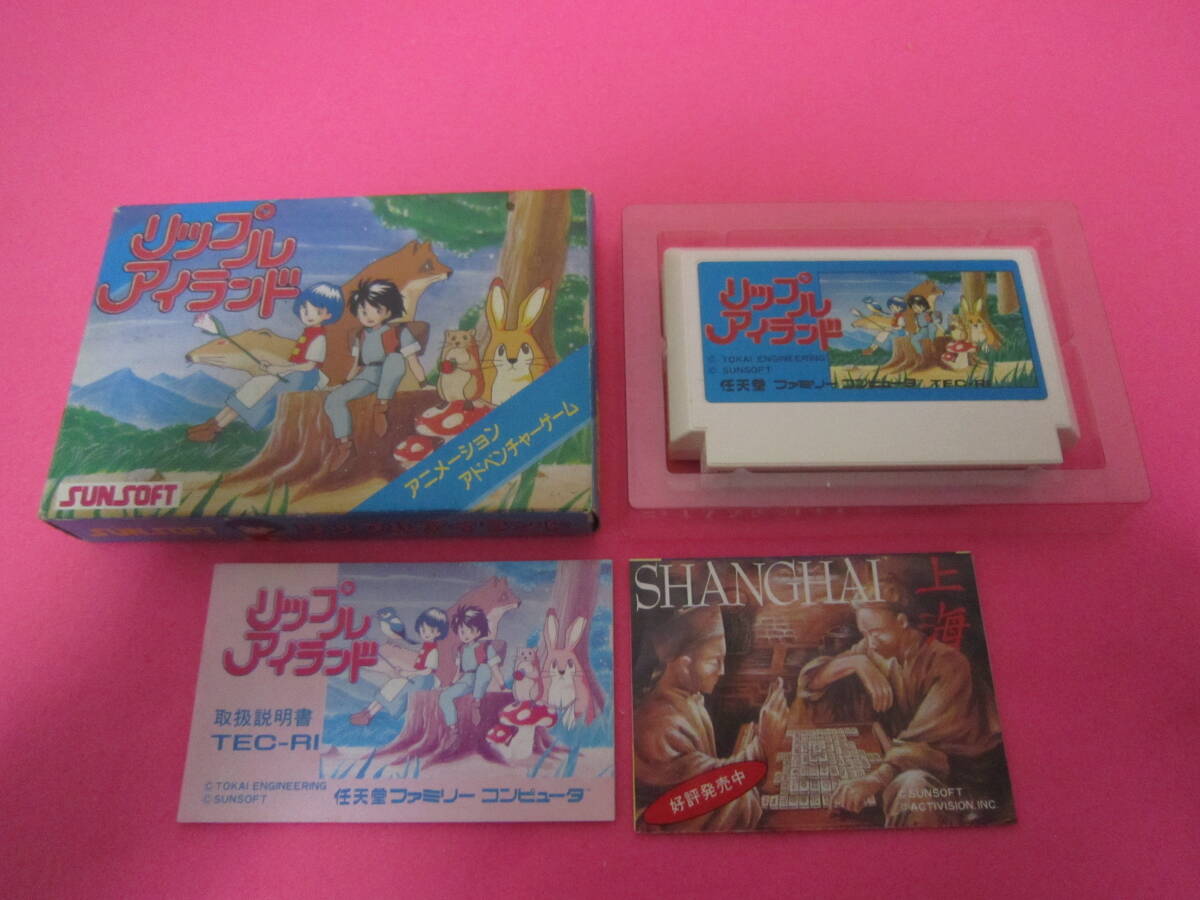 リップル
アイランド
アニメーション
アドベンチャーゲーム
SUNSOFT
SUNSOFT
リップル
アイランド
© TOKAI ENGINEERING
© SUNSOFT
任天堂 ファミリー コンピュータ TEC-RI
リップル
アイランド
取扱説明書
TEC-RI
© TOKAI ENGINEERING
© SUNSOFT
任天堂 ファミリー コンピュータ
SHANGHAI
上海
好評発売中
© SUNSOFT
© ACTIVISION, INC.